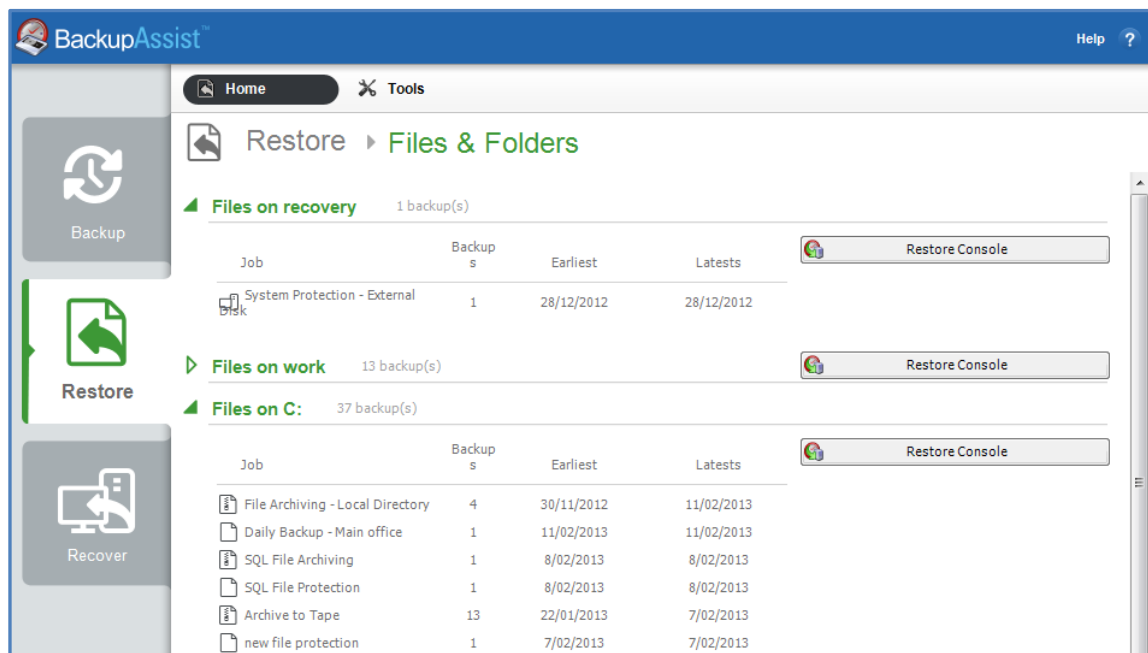 BackupAssist™
Help ?
Home Tools
Restore Files & Folders
Backup
Restore
Recover
Files on recovery 1 backup(s)
Restore Console
Job Backup s Earliest Latests
System Protection - External Disk 1 28/12/2012 28/12/2012
Files on work 13 backup(s)
Restore Console
Files on C: 37 backup(s)
Restore Console
Job Backup s Earliest Latests
File Archiving - Local Directory 4 30/11/2012 11/02/2013
Daily Backup - Main office 1 11/02/2013 11/02/2013
SQL File Archiving 1 8/02/2013 8/02/2013
SQL File Protection 1 8/02/2013 8/02/2013
Archive to Tape 13 22/01/2013 7/02/2013
new file protection 1 7/02/2013 7/02/2013